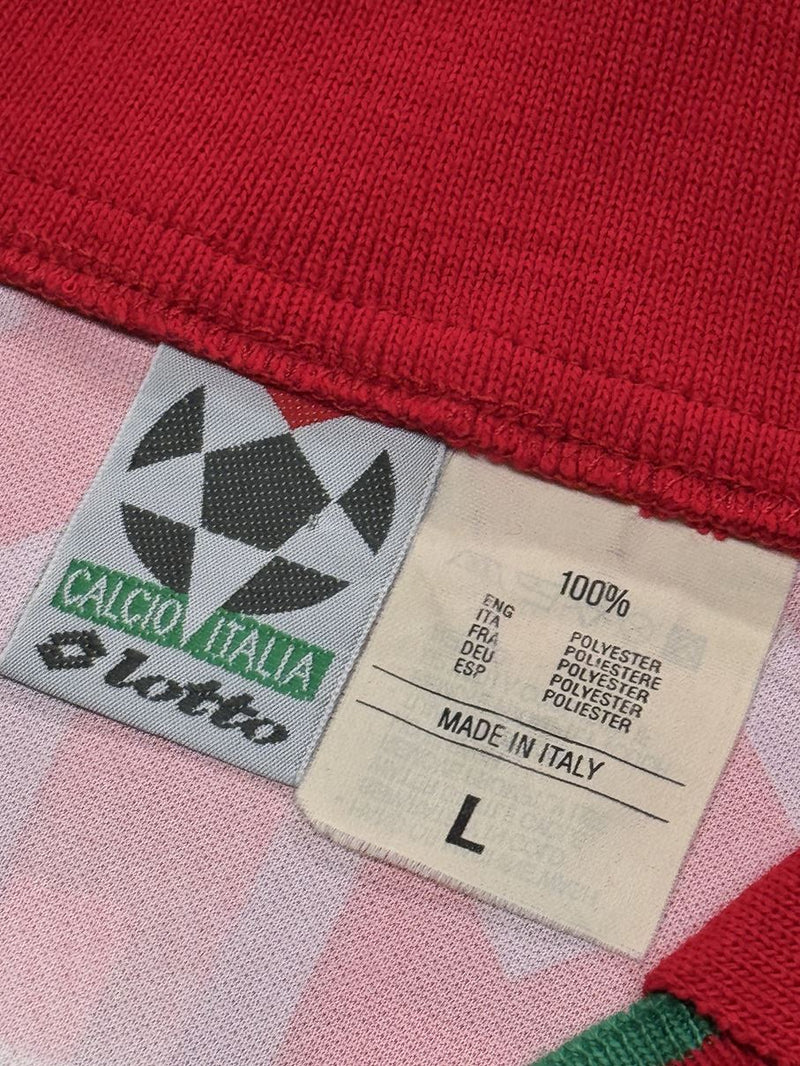 CALCIO ITALIA
lotto
100%
ENG POLYESTER
ITA POLIESTERE
FRA POLYESTER
DEU POLYESTER
ESP POLIESTER
MADE IN ITALY
L